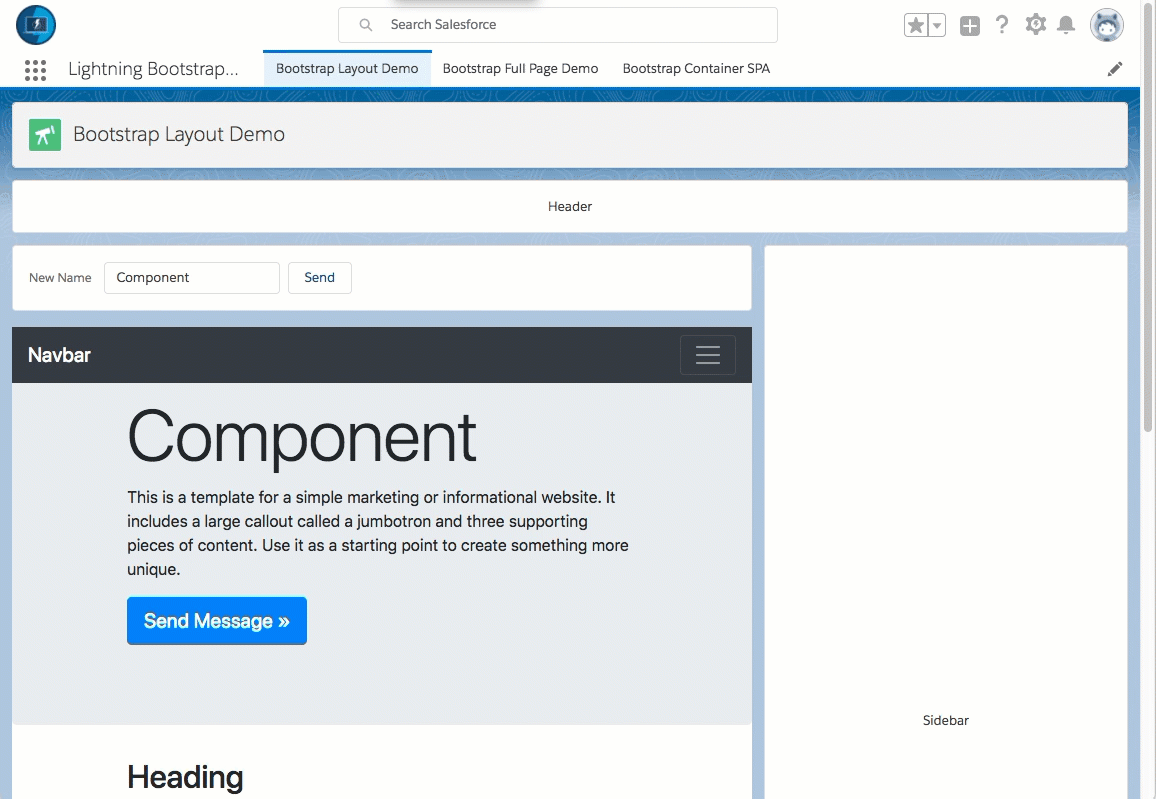 Search Salesforce
Lightning Bootstrap...
Bootstrap Layout Demo
Bootstrap Full Page Demo
Bootstrap Container SPA
Bootstrap Layout Demo
Header
New Name
Component
Send
Navbar
Component
This is a template for a simple marketing or informational website. It
includes a large callout called a jumbotron and three supporting
pieces of content. Use it as a starting point to create something more
unique.
Send Message »
Sidebar
Heading